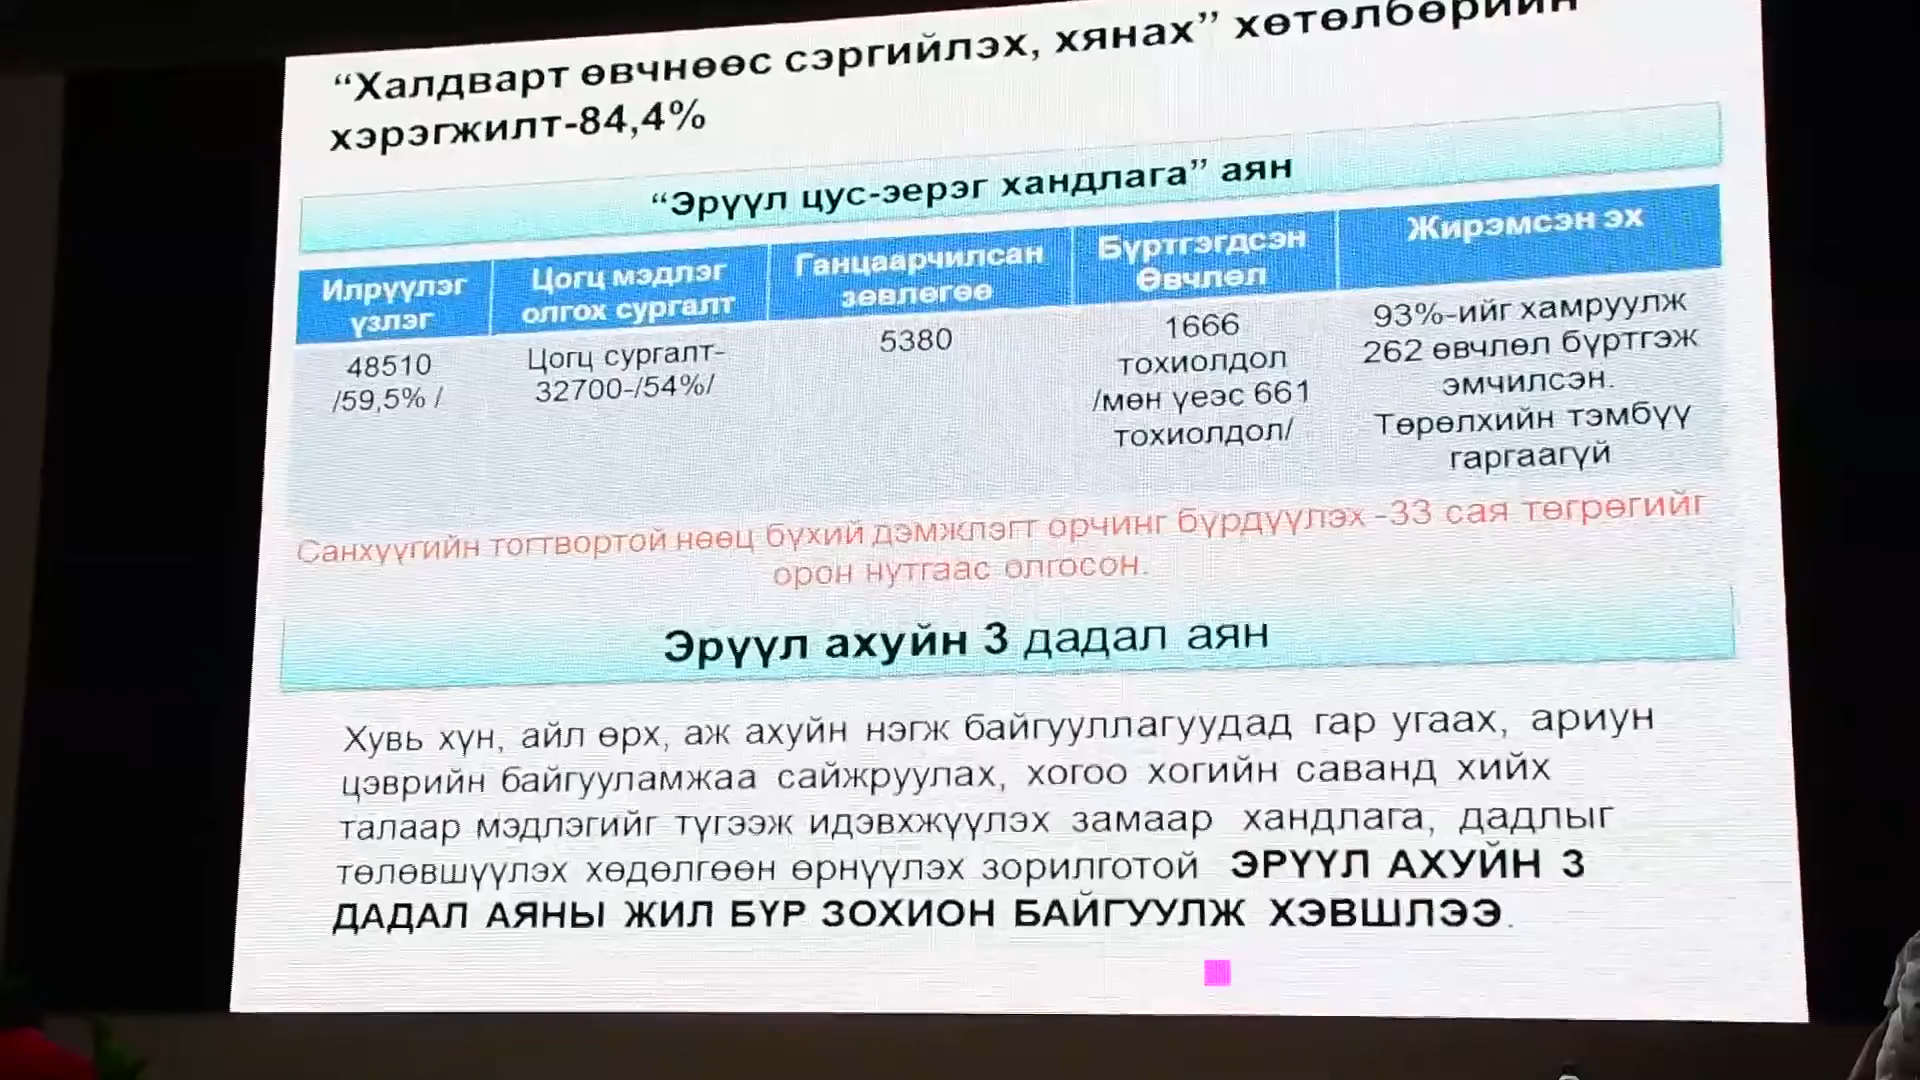 “Халдварт өвчнөөс сэргийлэх, хянах” хөтөлбөрийн
хэрэгжилт-84,4%
“Эрүүл цус-эерэг хандлага” аян
Илрүүлэг
үзлэг
Цогц мэдлэг
олгох сургалт
Ганцаарчилсан
зөвлөгөө
Бүртгэгдсэн
Өвчлөл
Жирэмсэн эх
48510
/59,5% /
Цогц сургалт-
32700-/54%/
5380
1666
тохиолдол
/мөн үеэс 661
тохиолдол/
93%-ийг хамруулж
262 өвчлөл бүртгэж
эмчилсэн.
Төрөлхийн тэмбүү
гаргаагүй
Санхүүгийн тогтвортой нөөц бүхий дэмжлэгт орчинг бүрдүүлэх -33 сая төгрөгийг
орон нутгаас олгосон.
Эрүүл ахуйн 3 дадал аян
Хувь хүн, айл өрх, аж ахуйн нэгж байгууллагуудад гар угаах, ариун
цэврийн байгууламжаа сайжруулах, хогоо хогийн саванд хийх
талаар мэдлэгийг түгээж идэвхжүүлэх замаар хандлага, дадлыг
төлөвшүүлэх хөдөлгөөн өрнүүлэх зорилготой ЭРҮҮЛ АХУЙН 3
ДАДАЛ АЯНЫ ЖИЛ БҮР ЗОХИОН БАЙГУУЛЖ ХЭВШЛЭЭ.